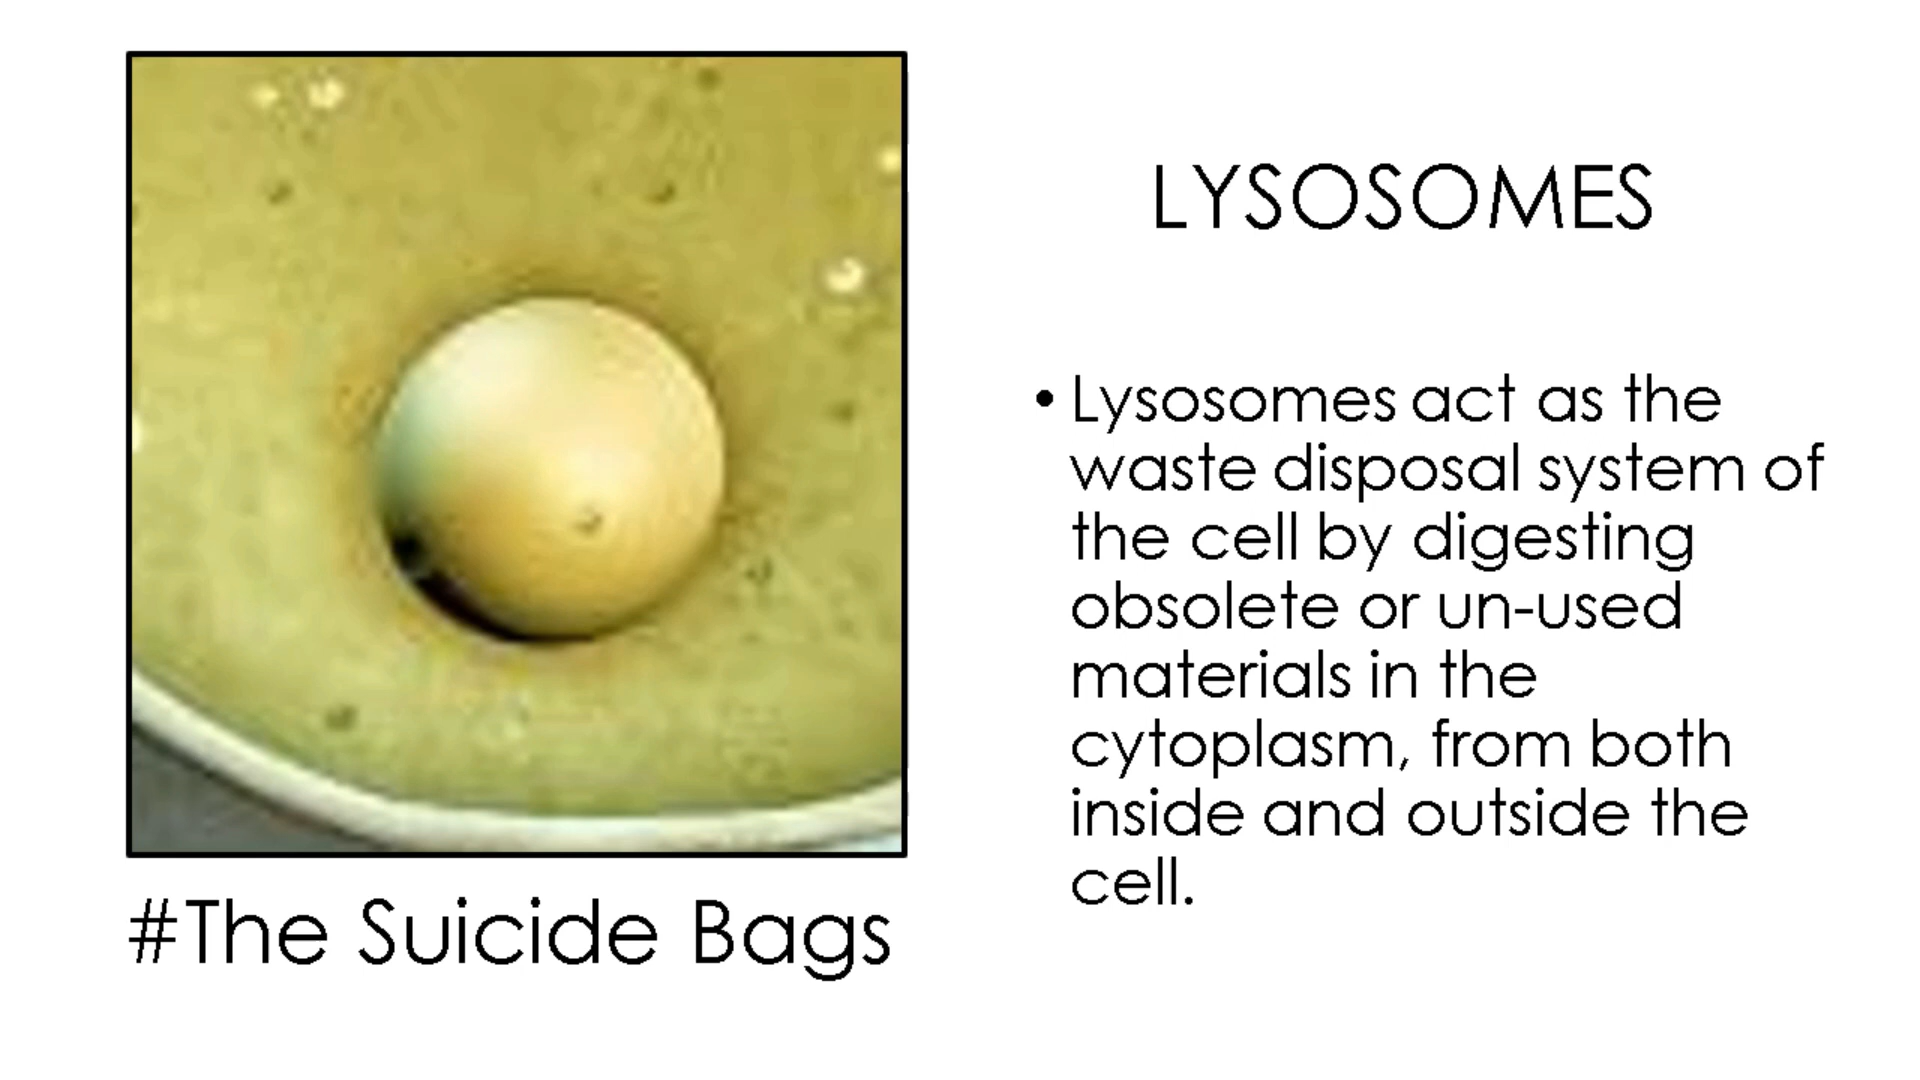 LYSOSOMES
• Lysosomes act as the
waste disposal system of
the cell by digesting
obsolete or un-used
materials in the
cytoplasm, from both
inside and outside the
cell.
#The Suicide Bags